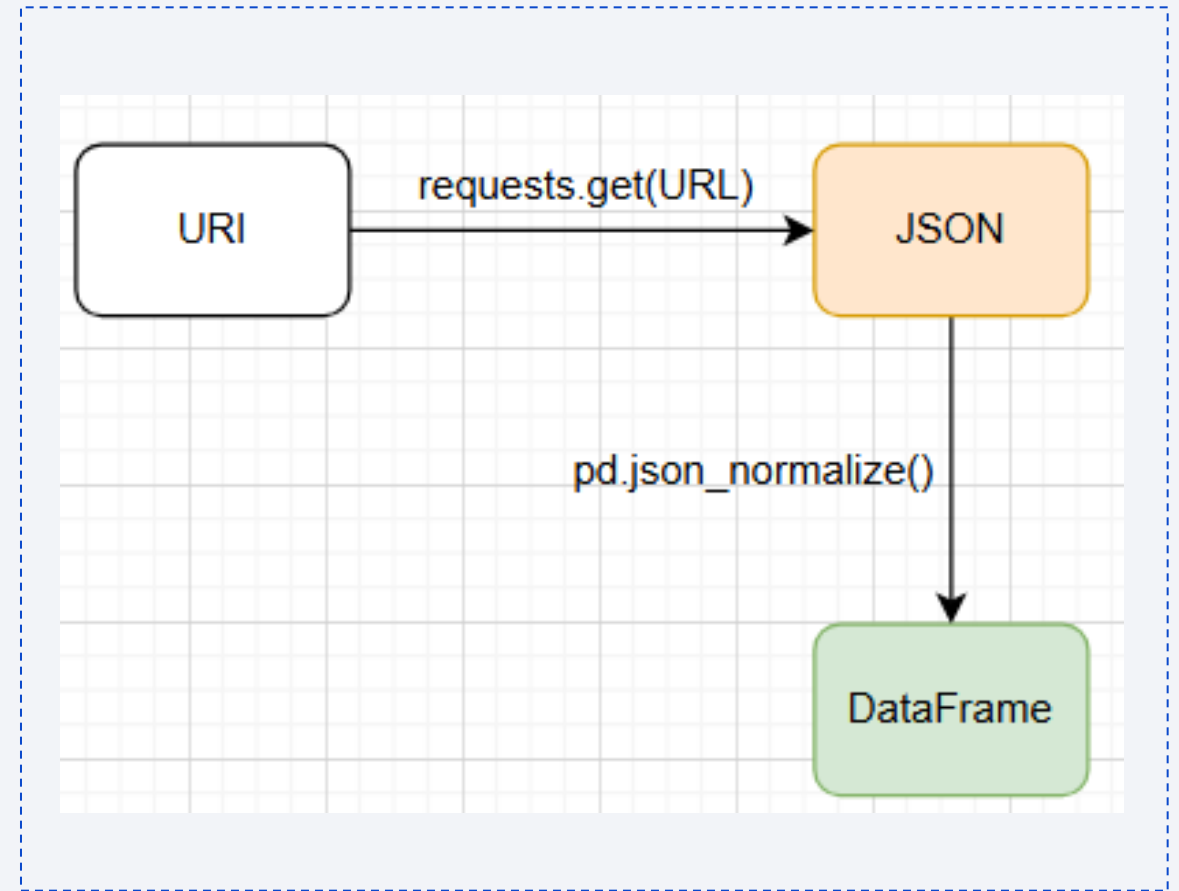 URI
requests.get(URL)
JSON
pd.json_normalize()
DataFrame